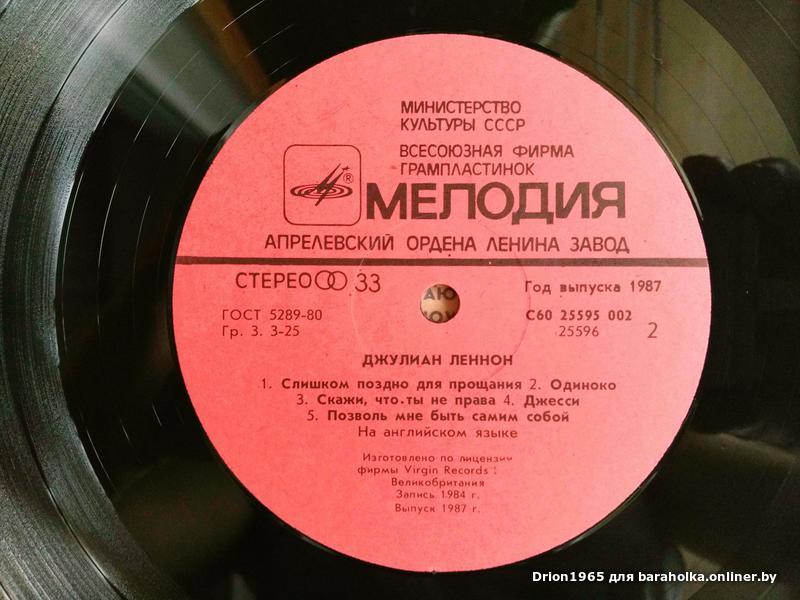 МИНИСТЕРСТВО
КУЛЬТУРЫ СССР
ВСЕСОЮЗНАЯ ФИРМА
ГРАМПЛАСТИНОК
®
МЕЛОДИЯ
АПРЕЛЕВСКИЙ ОРДЕНА ЛЕНИНА ЗАВОД
СТЕРЕО 33
Год выпуска 1987
ГОСТ 5289-80
Гр. 3. 3-25
С60 25595 002
25596
2
ДЖУЛИАН ЛЕННОН
1. Слишком поздно для прощания 2. Одиноко
3. Скажи, что.ты не права 4. Джесси
5. Позволь мне быть самим собой
На английском языке
Изготовлено по лицензии
фирмы Virgin Records
Великобритания
Запись 1984 г.
Выпуск 1987 г.
Drion1965 для baraholka.onliner.by